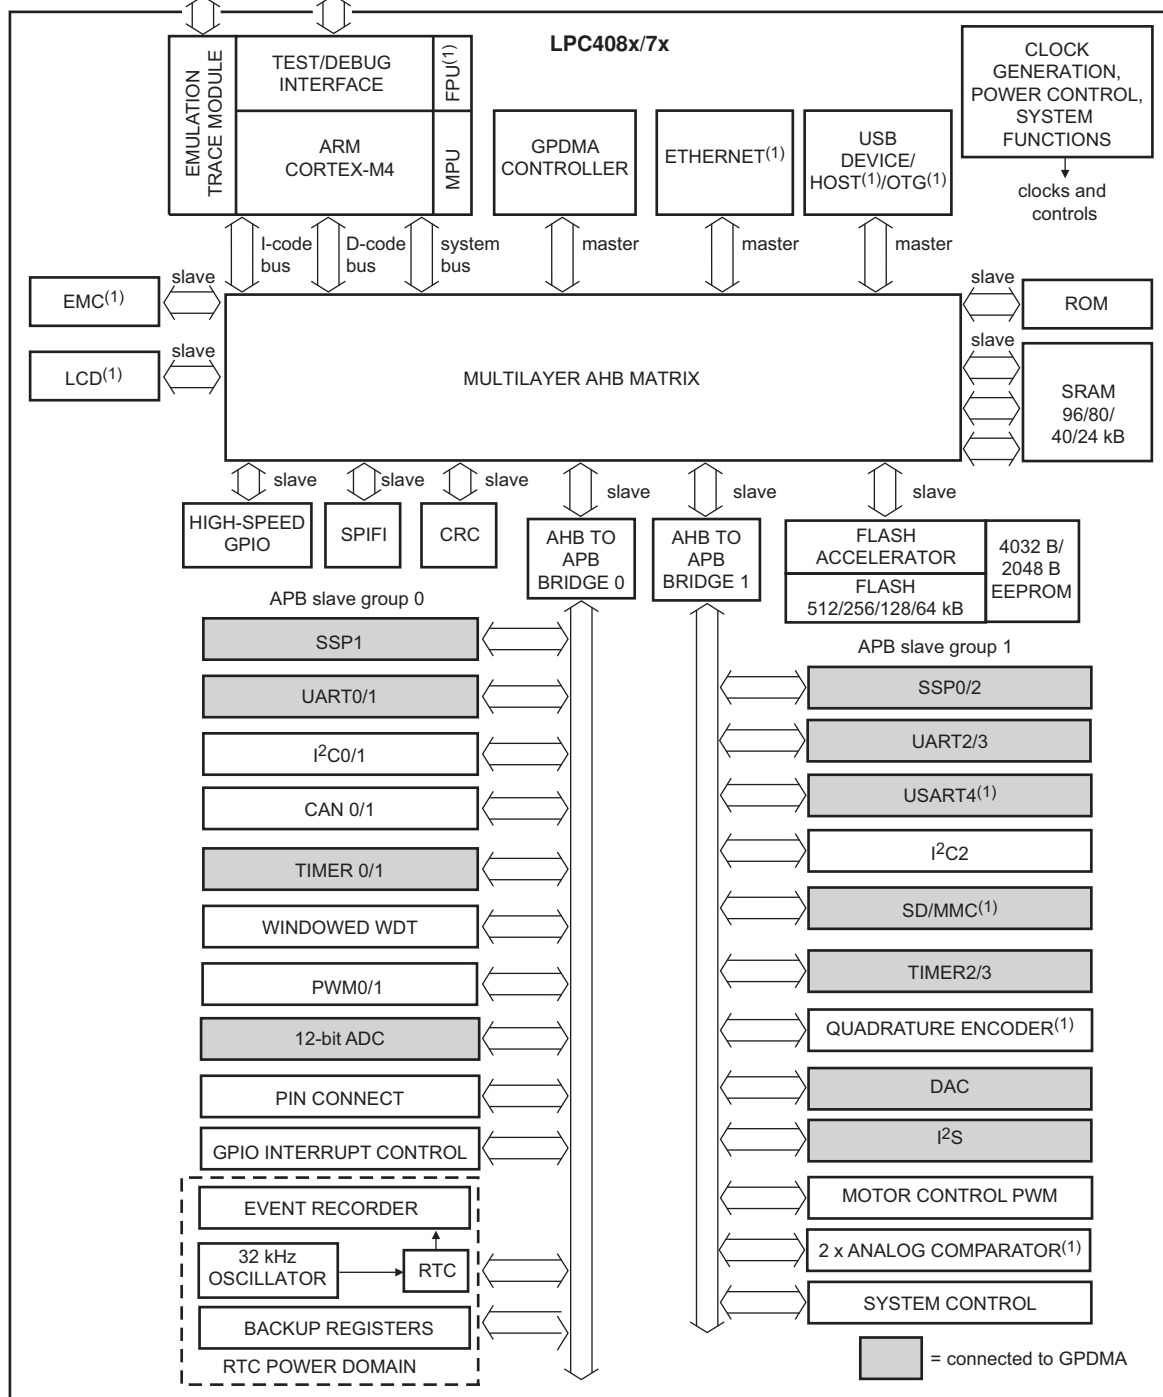 LPC408x/7x
EMULATION
TRACE MODULE
TEST/DEBUG
INTERFACE
FPU(1)
ARM
CORTEX-M4
MPU
GPDMA
CONTROLLER
ETHERNET(1)
USB
DEVICE/
HOST(1)/OTG(1)
CLOCK
GENERATION,
POWER CONTROL,
SYSTEM
FUNCTIONS
clocks and
controls
I-code
bus
D-code
bus
system
bus
master
master
master
slave
EMC(1)
slave
LCD(1)
MULTILAYER AHB MATRIX
slave
ROM
slave
SRAM
96/80/
40/24 kB
slave
slave
slave
slave
slave
slave
HIGH-SPEED
GPIO
SPIFI
CRC
AHB TO
APB
BRIDGE 0
AHB TO
APB
BRIDGE 1
FLASH
ACCELERATOR
FLASH
512/256/128/64 kB
4032 B/
2048 B
EEPROM
APB slave group 0
SSP1
UART0/1
I2C0/1
CAN 0/1
TIMER 0/1
WINDOWED WDT
PWM0/1
12-bit ADC
PIN CONNECT
GPIO INTERRUPT CONTROL
EVENT RECORDER
32 kHz
OSCILLATOR
RTC
BACKUP REGISTERS
RTC POWER DOMAIN
APB slave group 1
SSP0/2
UART2/3
USART4(1)
I2C2
SD/MMC(1)
TIMER2/3
QUADRATURE ENCODER(1)
DAC
I2S
MOTOR CONTROL PWM
2 x ANALOG COMPARATOR(1)
SYSTEM CONTROL
= connected to GPDMA